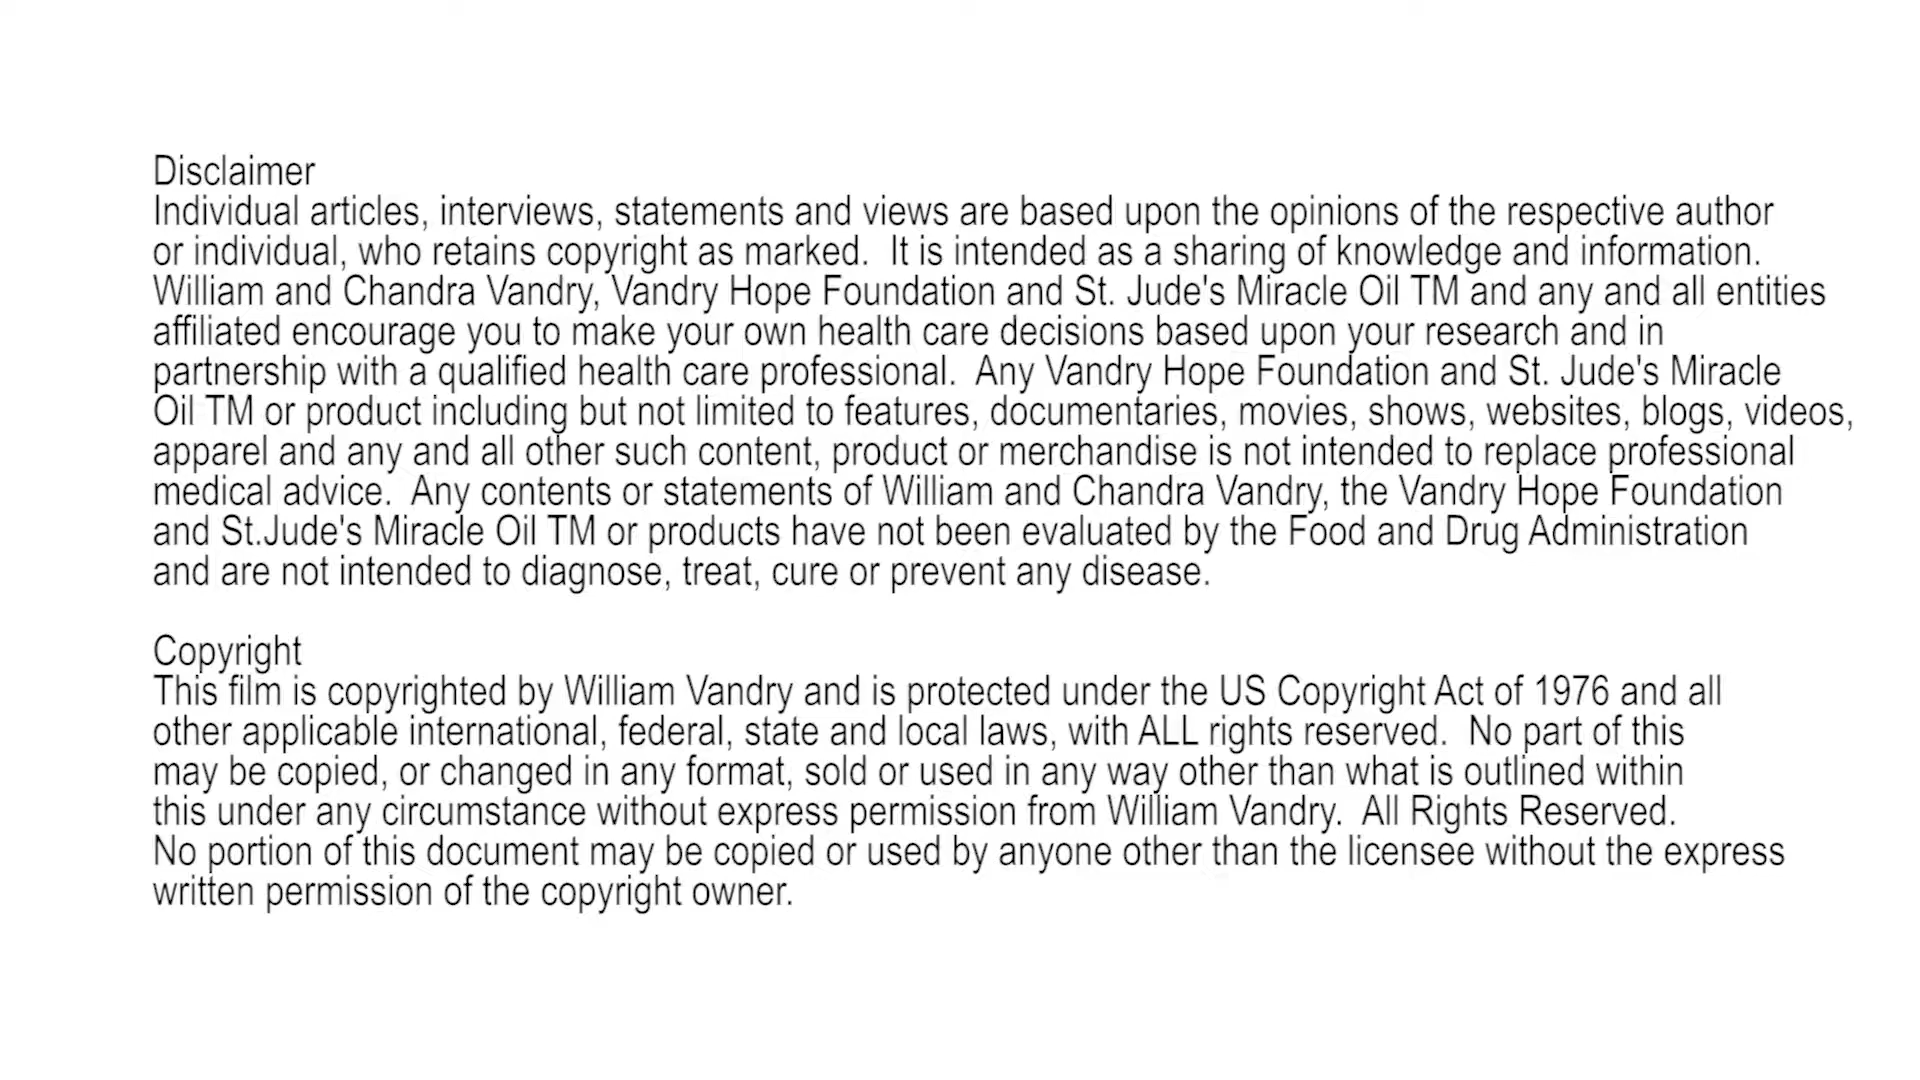 Disclaimer
Individual articles, interviews, statements and views are based upon the opinions of the respective author
or individual, who retains copyright as marked.  It is intended as a sharing of knowledge and information.
William and Chandra Vandry, Vandry Hope Foundation and St. Jude's Miracle Oil TM and any and all entities
affiliated encourage you to make your own health care decisions based upon your research and in
partnership with a qualified health care professional.  Any Vandry Hope Foundation and St. Jude's Miracle
Oil TM or product including but not limited to features, documentaries, movies, shows, websites, blogs, videos,
apparel and any and all other such content, product or merchandise is not intended to replace professional
medical advice.  Any contents or statements of William and Chandra Vandry, the Vandry Hope Foundation
and St.Jude's Miracle Oil TM or products have not been evaluated by the Food and Drug Administration
and are not intended to diagnose, treat, cure or prevent any disease.

Copyright
This film is copyrighted by William Vandry and is protected under the US Copyright Act of 1976 and all
other applicable international, federal, state and local laws, with ALL rights reserved.  No part of this
may be copied, or changed in any format, sold or used in any way other than what is outlined within
this under any circumstance without express permission from William Vandry.  All Rights Reserved.
No portion of this document may be copied or used by anyone other than the licensee without the express
written permission of the copyright owner.